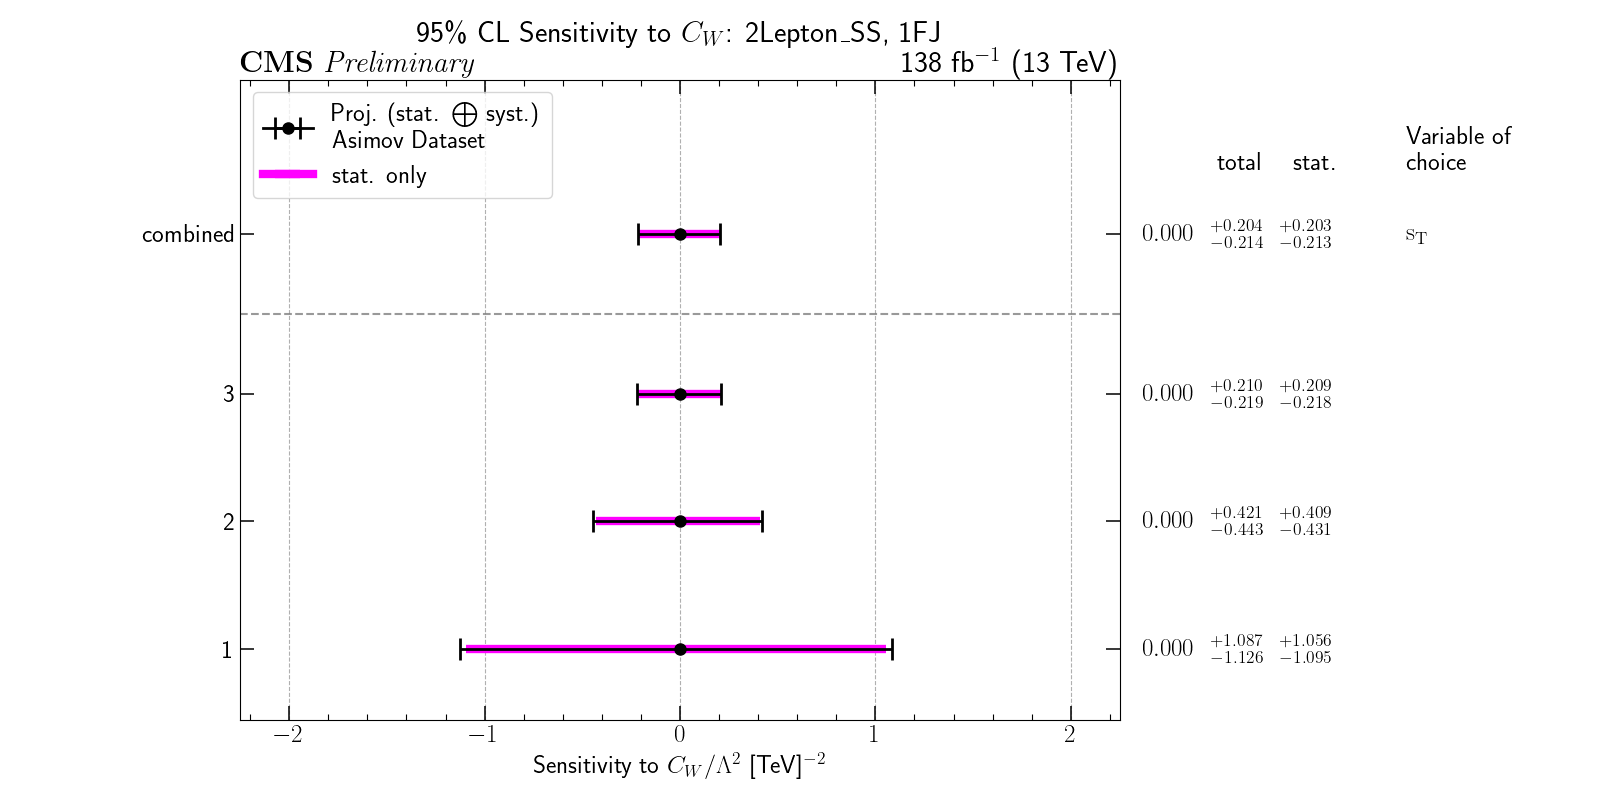 95% CL Sensitivity to C_W: 2Lepton_SS, 1FJ
CMS Preliminary 138 fb⁻¹ (13 TeV)
Proj. (stat. ⨁ syst.)
Asimov Dataset
stat. only
Variable of
total stat. choice
combined 0.000 +0.204 +0.203
−0.214 −0.213 s_T
3 0.000 +0.210 +0.209
−0.219 −0.218
2 0.000 +0.421 +0.409
−0.443 −0.431
1 0.000 +1.087 +1.056
−1.126 −1.095
−2 −1 0 1 2
Sensitivity to C_W/Λ² [TeV]⁻²